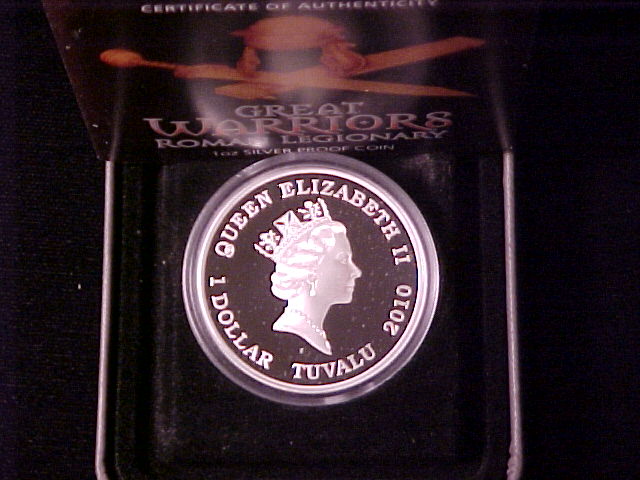 CERTIFICATE OF AUTHENTICITY
GREAT
WARRIORS
ROMAN LEGIONARY
1oz SILVER PROOF COIN
QUEEN ELIZABETH II
1 DOLLAR TUVALU 2010